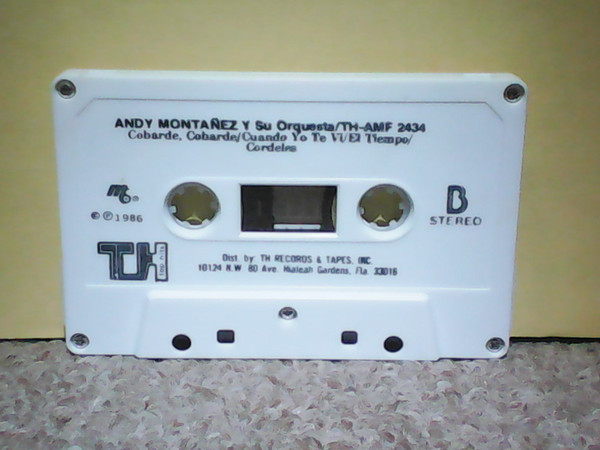 ANDY MONTAÑEZ Y Su Orquesta/TH-AMF 2434
Cobarde, Cobarde/Cuando Yo Te Vi/El Tiempo/
Cordeles
B
STEREO
© ℗ 1986
TH
Dist. by: TH RECORDS & TAPES, INC.
10124 N.W. 80 Ave. Hialeah Gardens, Fla. 33016